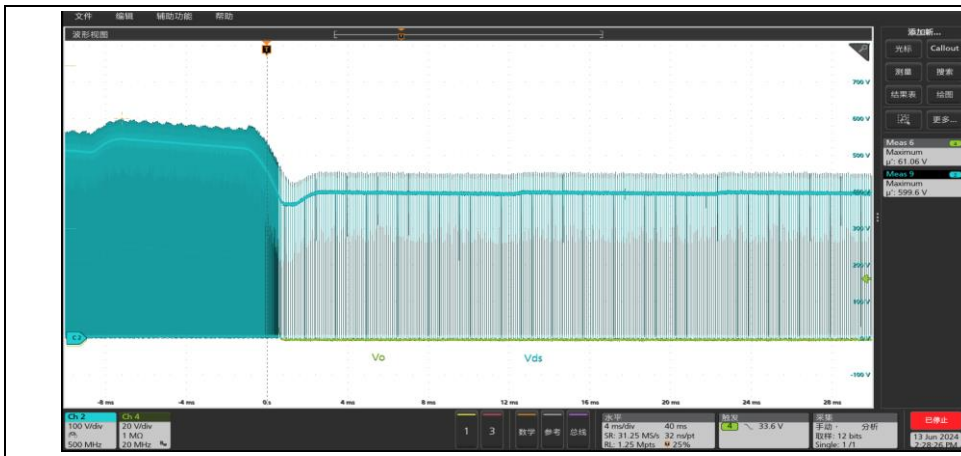 文件 编辑 辅助功能 帮助
波形视图
添加新...
光标 Callout
测量 搜索
结果表 绘图
更多...
Meas 6 4
Maximum
μ': 61.06 V
Meas 9 2
Maximum
μ': 599.6 V
700 V
600 V
500 V
300 V
200 V
100 V
-100 V
C2
Vo Vds
-8 ms -4 ms 0 s 4 ms 8 ms 12 ms 16 ms 20 ms 24 ms 28 ms
Ch 2
100 V/div
500 MHz
Ch 4
20 V/div
1 MΩ
20 MHz
1 3 数学 参考 总线
水平
4 ms/div 40 ms
SR: 31.25 MS/s 32 ns/pt
RL: 1.25 Mpts 25%
触发
4 33.6 V
采集
手动 - 分析
取样: 12 bits
Single: 1 /1
已停止
13 Jun 2024
2:28:26 PM